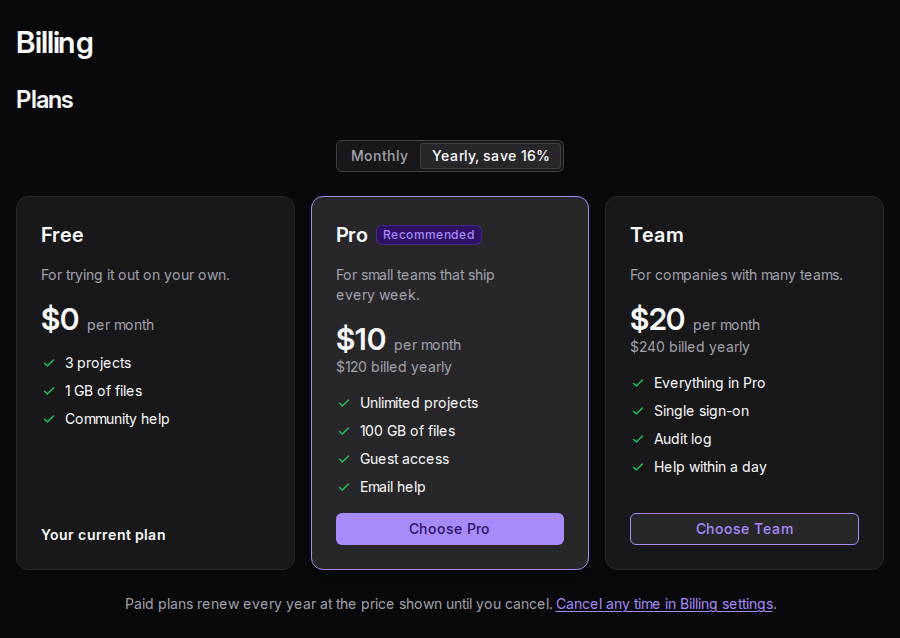 Billing
Plans
Monthly
Yearly, save 16%
Free
For trying it out on your own.
$0 per month
3 projects
1 GB of files
Community help
Your current plan
Pro
Recommended
For small teams that ship
every week.
$10 per month
$120 billed yearly
Unlimited projects
100 GB of files
Guest access
Email help
Choose Pro
Team
For companies with many teams.
$20 per month
$240 billed yearly
Everything in Pro
Single sign-on
Audit log
Help within a day
Choose Team
Paid plans renew every year at the price shown until you cancel. Cancel any time in Billing settings.